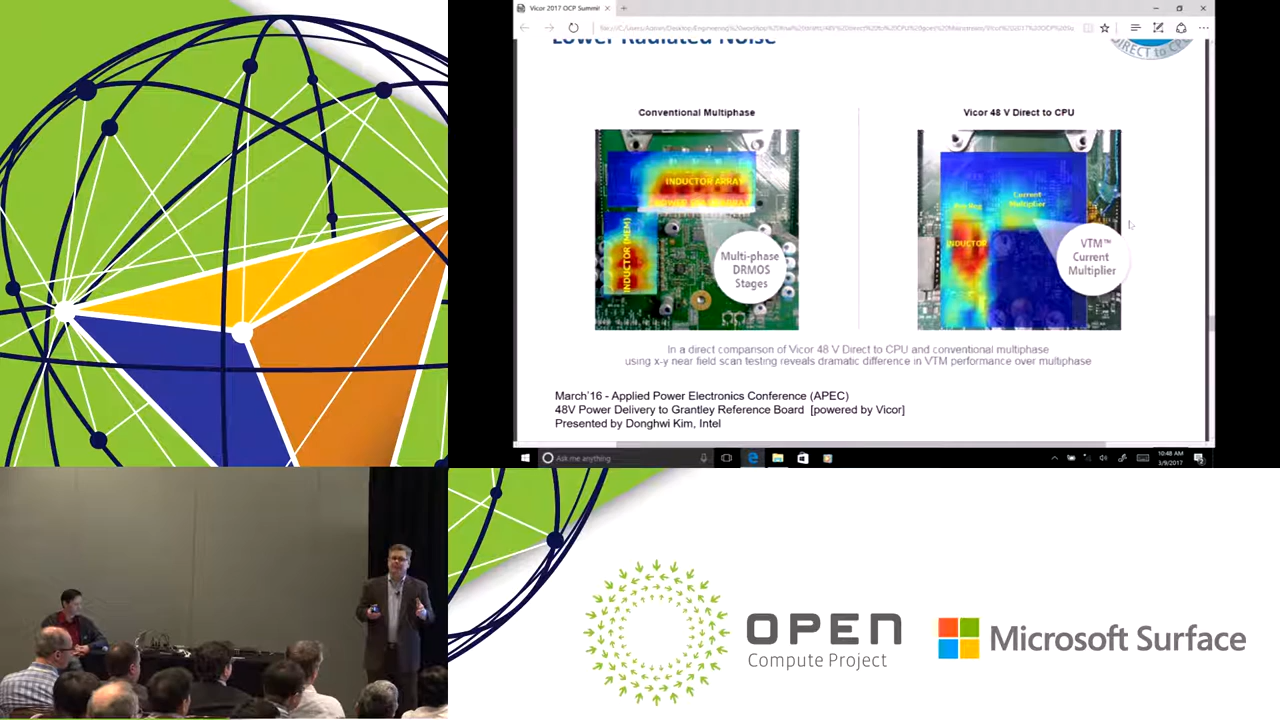 Vicor 2017 OCP Summit
Lower Radiated Noise
DIRECT to CPU
Conventional Multiphase
Vicor 48 V Direct to CPU
INDUCTOR ARRAY
INDUCTOR (MEM)
Multi-phase
DRMOS
Stages
Current
Multiplier
INDUCTOR
VTM™
Current
Multiplier
In a direct comparison of Vicor 48 V Direct to CPU and conventional multiphase
using x-y near field scan testing reveals dramatic difference in VTM performance over multiphase
March'16 - Applied Power Electronics Conference (APEC)
48V Power Delivery to Grantley Reference Board [powered by Vicor]
Presented by Donghwi Kim, Intel
Ask me anything
10:48 AM
3/9/2017
OPEN
Compute Project
Microsoft Surface